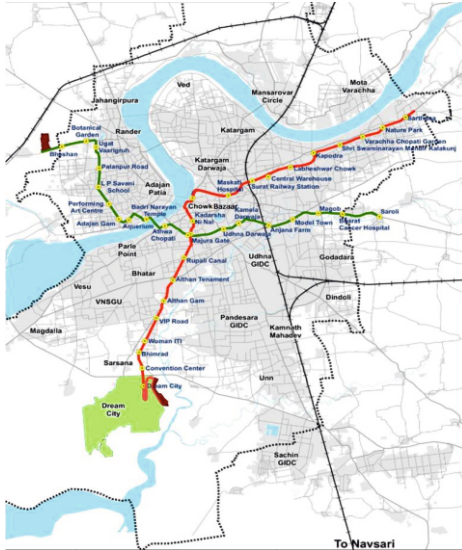 Mota
Varachha
Ved
Mansarovar
Circle
Jahangirpura
Botanical
Garden
Rander
Katargam
Sarthana
Nature Park
Ugat
Vaarigruh
Varachha Chopati Garden
Shri Swaminarayan Mandir Kalakunj
Bheshan
Kapodra
Palanpur Road
Katargam
Darwaja
Labheshwar Chowk
Central Warehouse
Maskati
Hospital
Surat Railway Station
L P Savani
School
Adajan
Patia
Performing
Art Centre
Badri Narayan
Temple
Chowk Bazaar
Kadarsha
Ni Nal
Kamela
Darwaja
Magob
Saroli
Adajan Gam
Aquarium
Athwa
Chopati
Model Town
Bharat
Cancer Hospital
Majura Gate
Udhna Darwaja
Anjana Farm
Parle
Point
Rupali Canal
Udhna
GIDC
Godadara
Bhatar
Althan Tenament
Vesu
Dindoli
VNSGU
Althan Gam
Magdalla
VIP Road
Pandesara
GIDC
Kamnath
Mahadev
Woman ITI
Sarsana
Bhimrad
Convention Center
Unn
Dream City
Dream
City
Sachin
GIDC
To Navsari